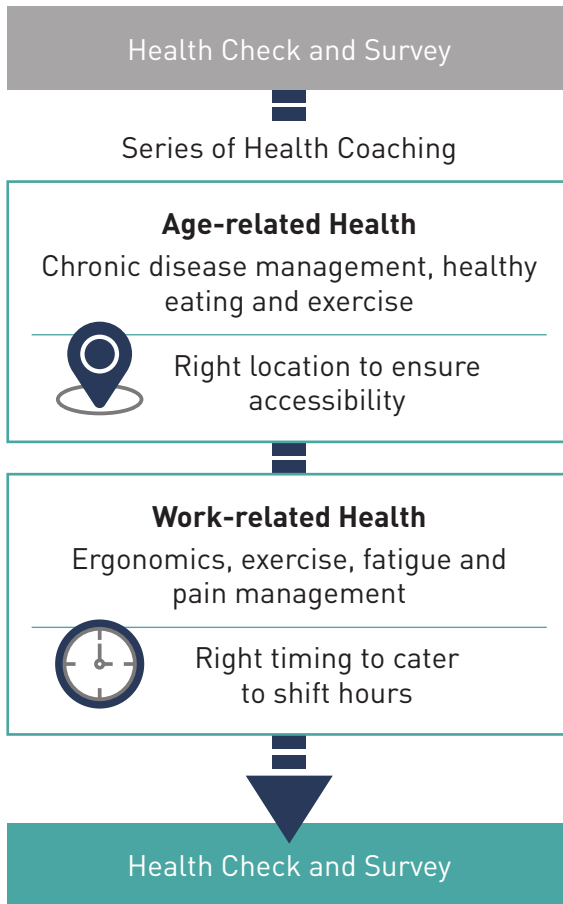 Health Check and Survey
Series of Health Coaching
Age-related Health
Chronic disease management, healthy
eating and exercise
Right location to ensure
accessibility
Work-related Health
Ergonomics, exercise, fatigue and
pain management
Right timing to cater
to shift hours
Health Check and Survey